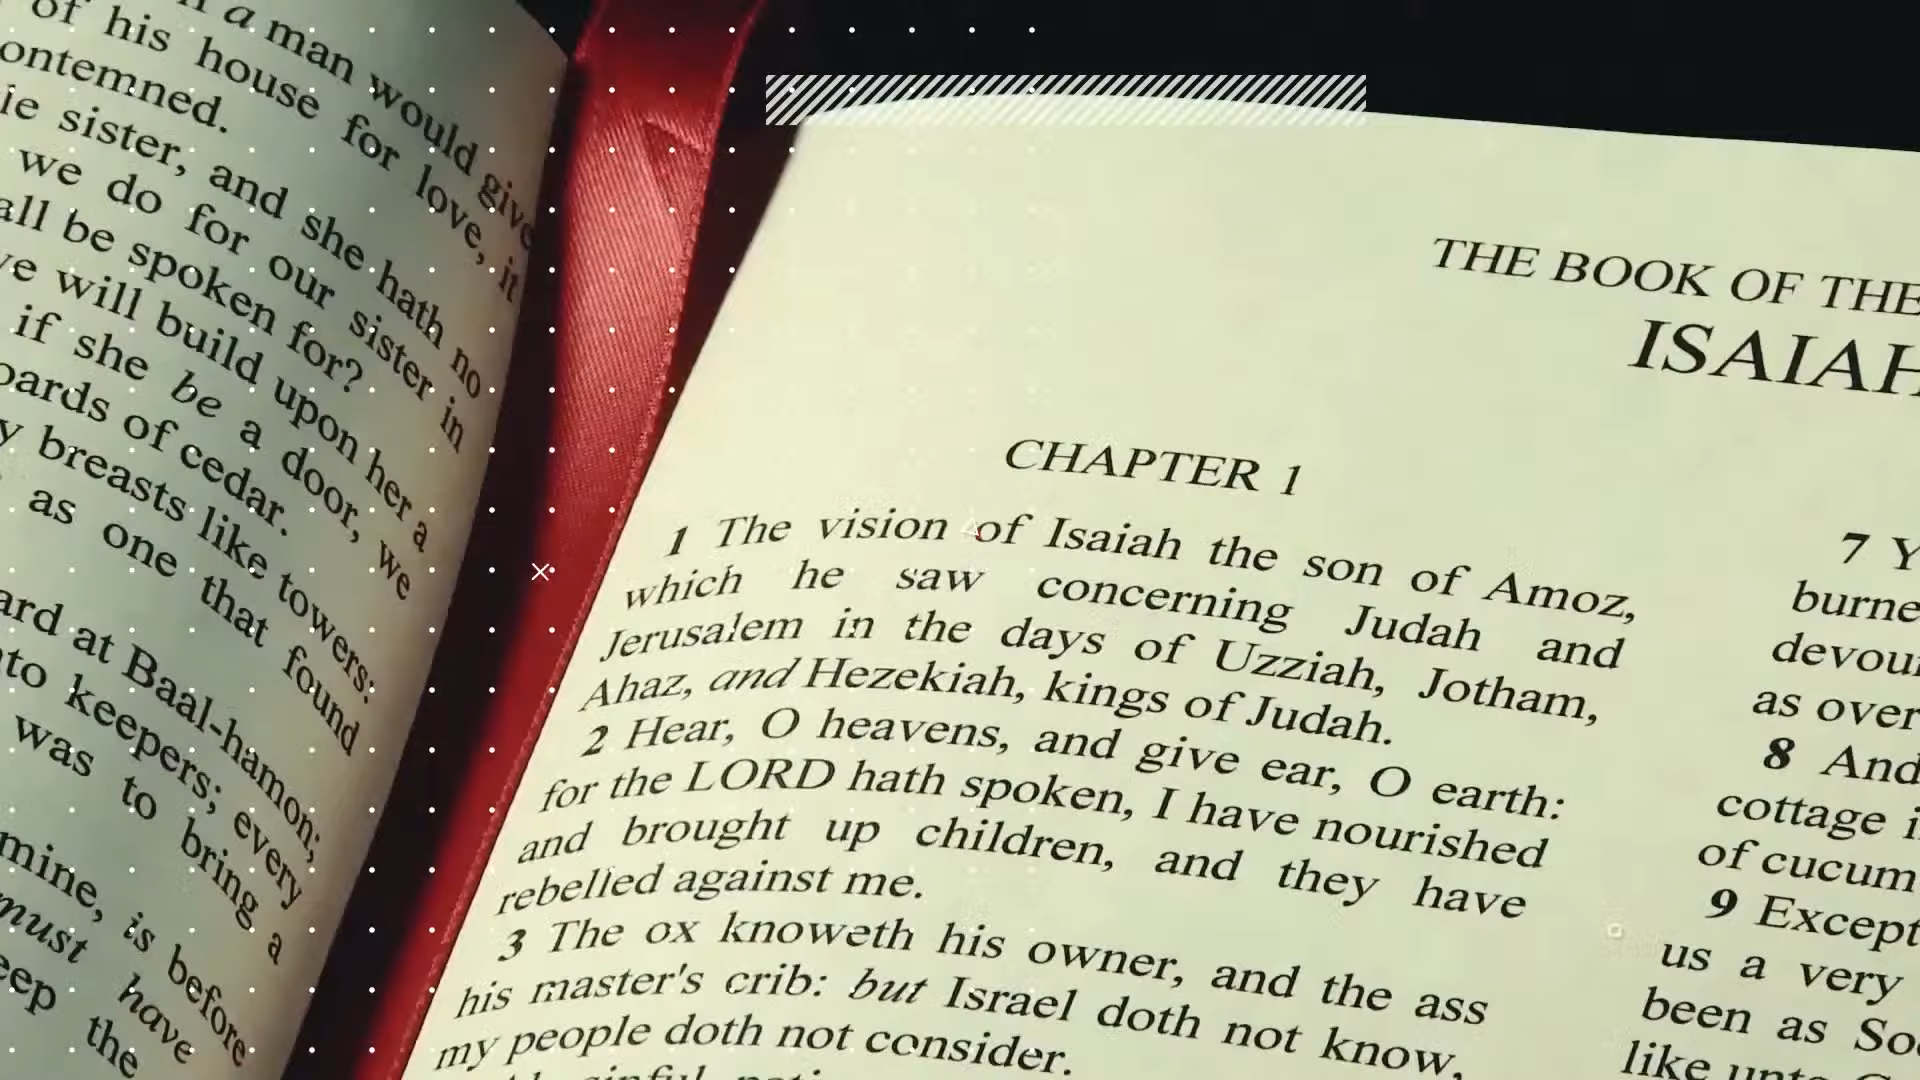 a man would give
of his house for love, it
contemned.
sister, and she hath no
we do for our sister in
be spoken for?
will build upon her a
if she be a door, we
of cedar.
breasts like towers:
as one that found
at Baal-hamon;
keepers; every
was to bring a
mine, is before
must have
the
THE BOOK OF THE
ISAIAH
CHAPTER 1
1 The vision of Isaiah the son of Amoz,
which he saw concerning Judah and
Jerusalem in the days of Uzziah, Jotham,
Ahaz, and Hezekiah, kings of Judah.
2 Hear, O heavens, and give ear, O earth:
for the LORD hath spoken, I have nourished
and brought up children, and they have
rebelled against me.
3 The ox knoweth his owner, and the ass
his master's crib: but Israel doth not know,
my people doth not consider.
7
burne
devou
as over
8 And
cottage i
of cucum
9 Except
us a very
been as So
like unto